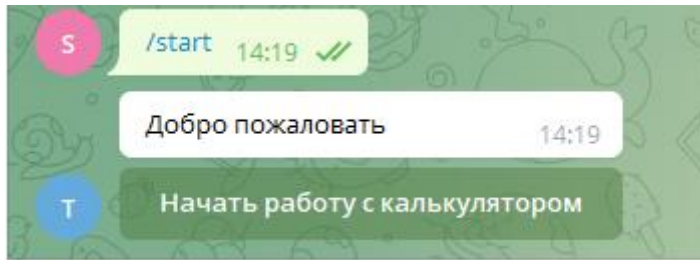 S
/start 14:19
Добро пожаловать 14:19
T
Начать работу с калькулятором